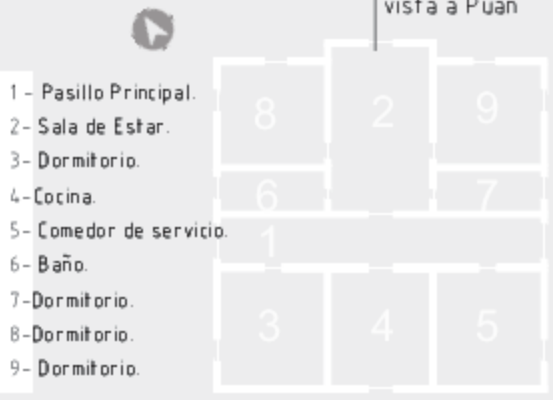 vista a Puan
1 - Pasillo Principal.
2- Sala de Estar.
3- Dormitorio.
4-Cocina.
5- Comedor de servicio.
6- Baño.
7-Dormitorio.
8-Dormitorio.
9- Dormitorio.
8
2
9
6
7
1
3
4
5